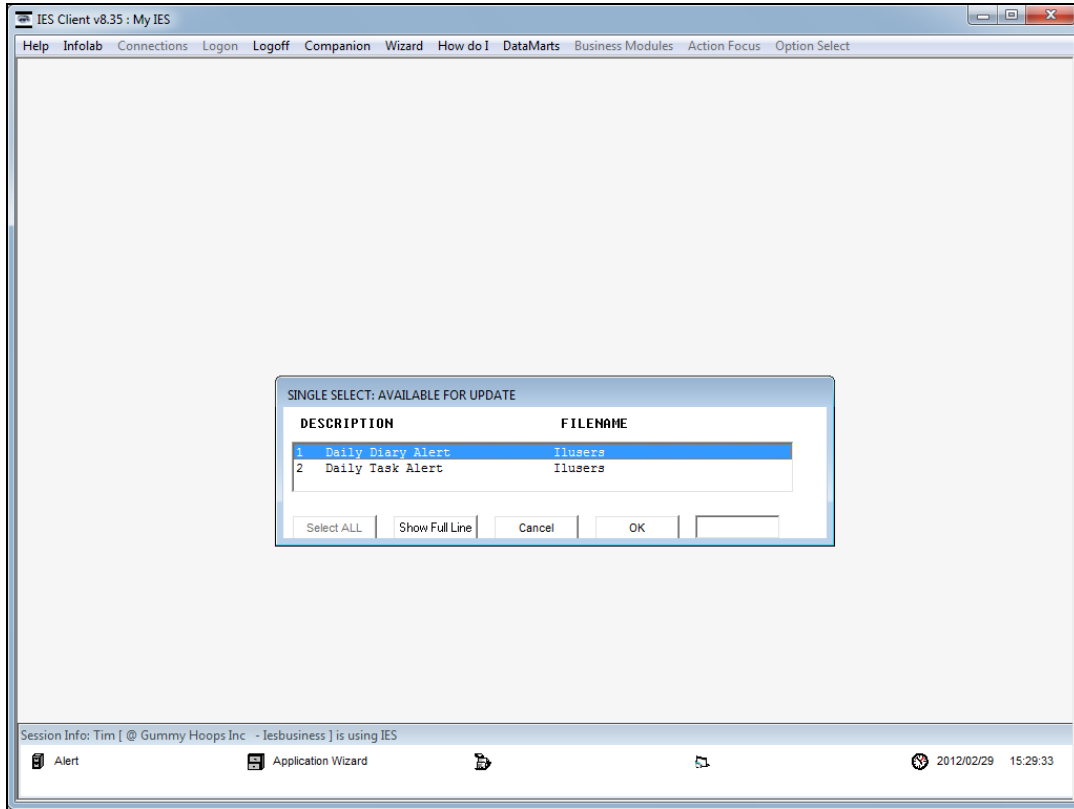 IES Client v8.35 : My IES
Help Infolab Connections Logon Logoff Companion Wizard How do I DataMarts Business Modules Action Focus Option Select
SINGLE SELECT: AVAILABLE FOR UPDATE
DESCRIPTION FILENAME
1 Daily Diary Alert Ilusers
2 Daily Task Alert Ilusers
Select ALL Show Full Line Cancel OK
Session Info: Tim [ @ Gummy Hoops Inc - Iesbusiness ] is using IES
Alert Application Wizard 2012/02/29 15:29:33